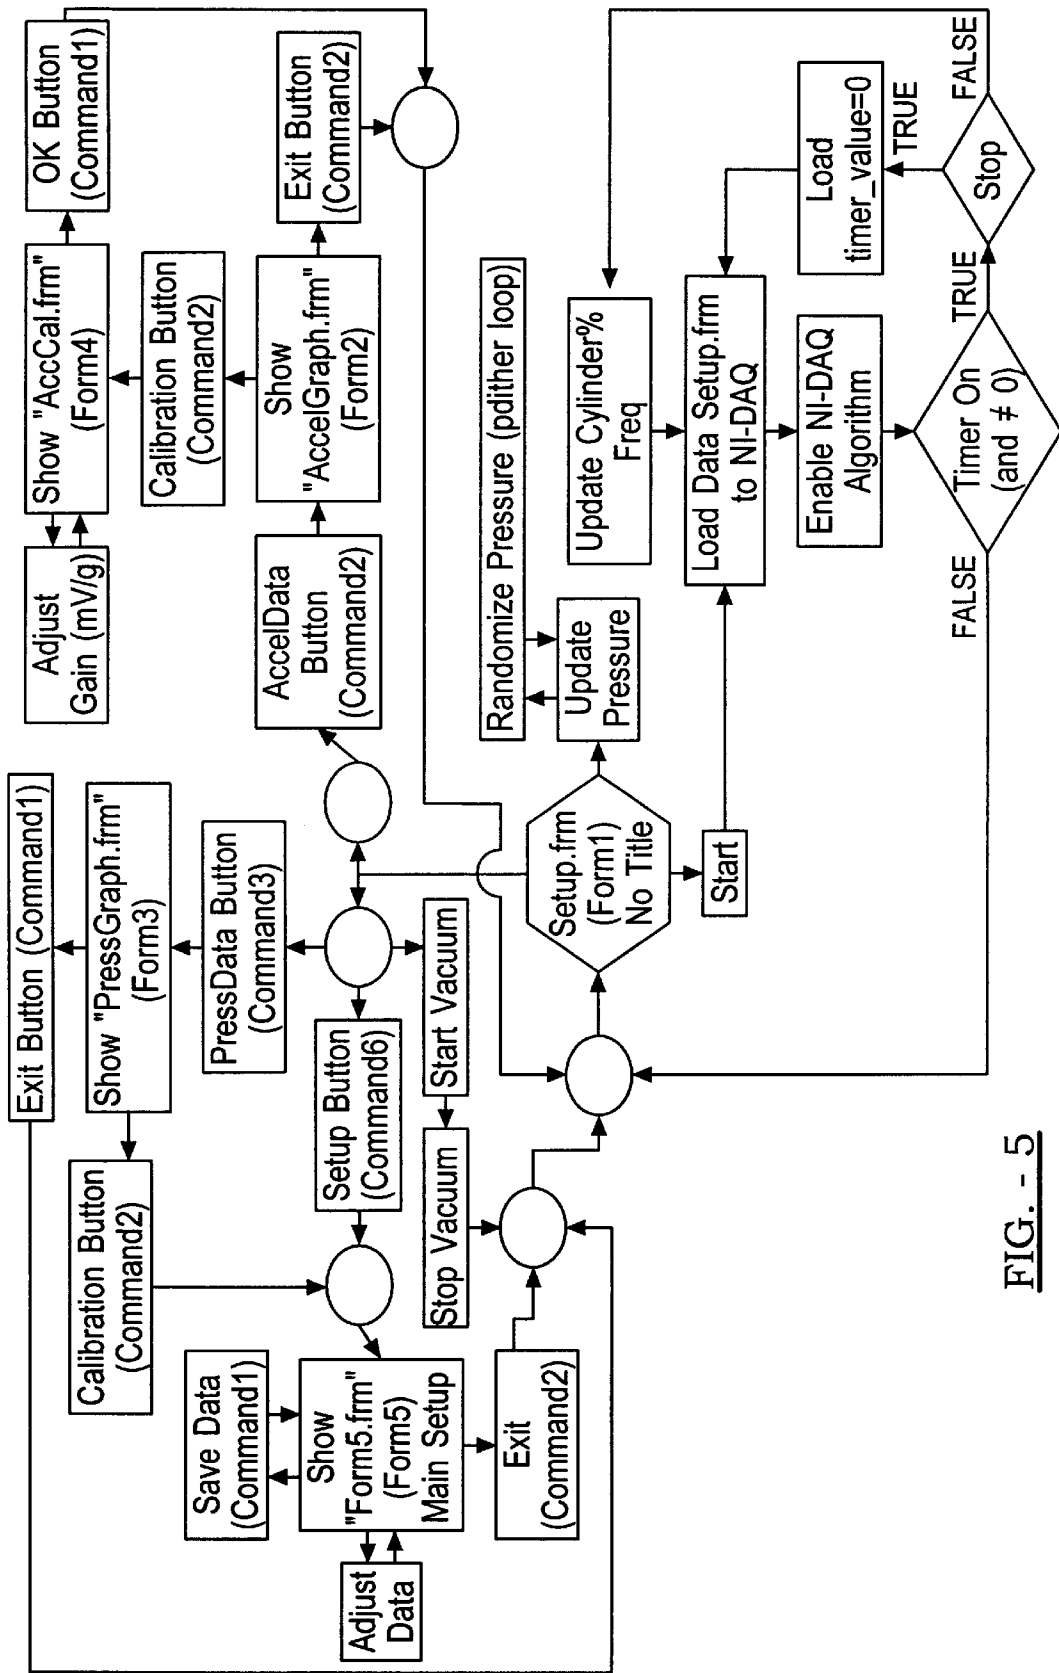 Exit Button (Command1)
Show "PressGraph.frm"
(Form3)
Calibration Button
(Command2)
PressData Button
(Command3)
Save Data
(Command1)
Show
"Form5.frm"
(Form5)
Main Setup
Adjust
Data
Exit
(Command2)
Setup Button
(Command6)
Start Vacuum
Stop Vacuum
Adjust
Gain (mV/g)
Show "AccCal.frm"
(Form4)
OK Button
(Command1)
Calibration Button
(Command2)
AccelData
Button
(Command2)
Show
"AccelGraph.frm"
(Form2)
Exit Button
(Command2)
Setup.frm
(Form1)
No Title
Randomize Pressure (pdither loop)
Update
Pressure
Start
Update Cylinder%
Freq
Load Data Setup.frm
to NI-DAQ
Enable NI-DAQ
Algorithm
Load
timer_value=0
Timer On
(and ≠ 0)
FALSE
TRUE
Stop
TRUE
FALSE
FIG. - 5